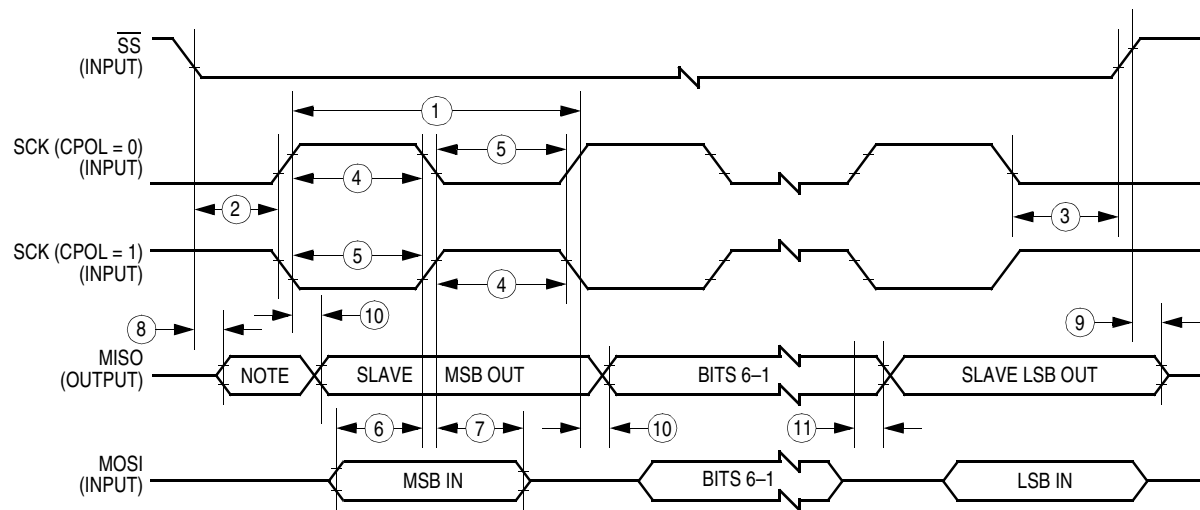 SS
(INPUT)
1
SCK (CPOL = 0)
(INPUT)
5
4
2
3
SCK (CPOL = 1)
(INPUT)
5
4
10
8
9
MISO
(OUTPUT)
NOTE
SLAVE
MSB OUT
BITS 6–1
SLAVE LSB OUT
6
7
10
11
MOSI
(INPUT)
MSB IN
BITS 6–1
LSB IN